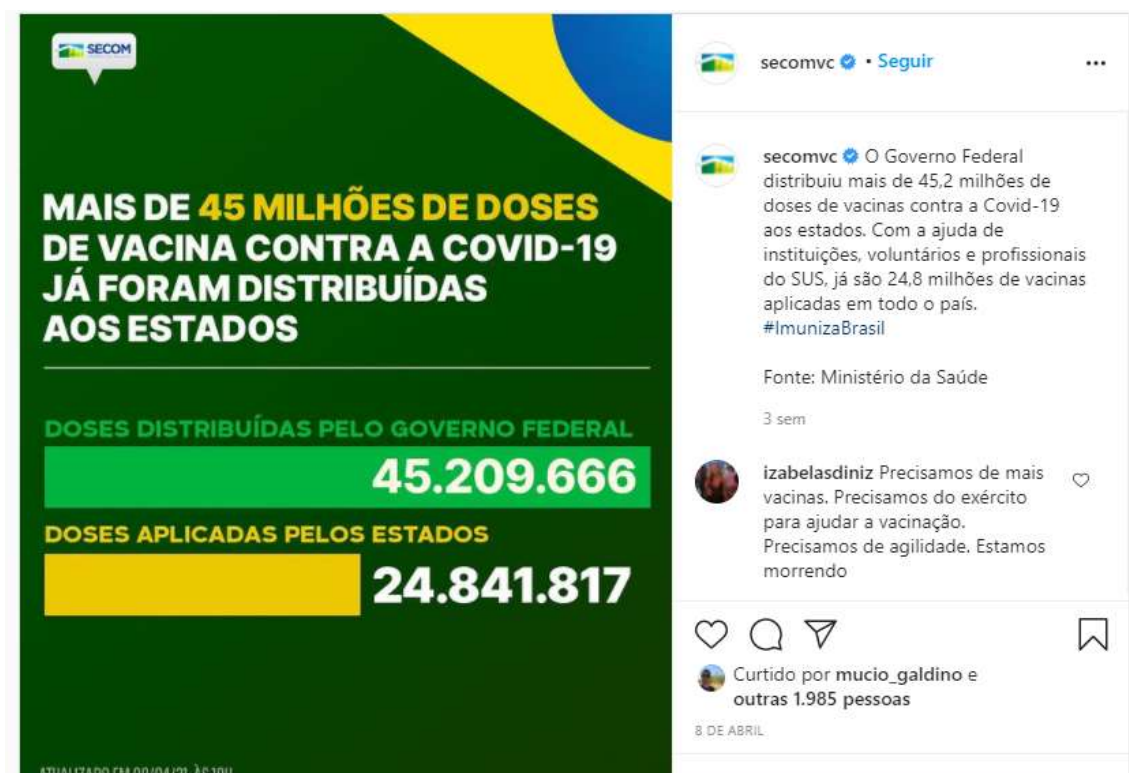 SECOM
MAIS DE 45 MILHÕES DE DOSES
DE VACINA CONTRA A COVID-19
JÁ FORAM DISTRIBUÍDAS
AOS ESTADOS
DOSES DISTRIBUÍDAS PELO GOVERNO FEDERAL
45.209.666
DOSES APLICADAS PELOS ESTADOS
24.841.817
secomvc • Seguir
secomvc O Governo Federal
distribuiu mais de 45,2 milhões de
doses de vacinas contra a Covid-19
aos estados. Com a ajuda de
instituições, voluntários e profissionais
do SUS, já são 24,8 milhões de vacinas
aplicadas em todo o país.
#ImunizaBrasil
Fonte: Ministério da Saúde
3 sem
izabelasdiniz Precisamos de mais
vacinas. Precisamos do exército
para ajudar a vacinação.
Precisamos de agilidade. Estamos
morrendo
Curtido por mucio_galdino e
outras 1.985 pessoas
8 DE ABRIL